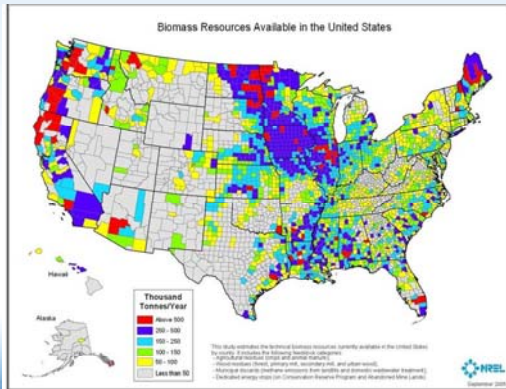 Biomass Resources Available in the United States
Hawaii
Alaska
Thousand
Tonnes/Year
Above 500
250 - 500
150 - 250
100 - 150
50 - 100
Less than 50
This study estimates the technical biomass resources currently available in the United States
by county. It includes the following feedstock categories:
- Agricultural residues (crops and animal manure);
- Wood residues (forest, primary mill, secondary mill, and urban wood);
- Municipal discards (methane emissions from landfills and domestic wastewater treatment);
- Dedicated energy crops (on Conservation Reserve Program and Abandoned Mine Lands).
NREL